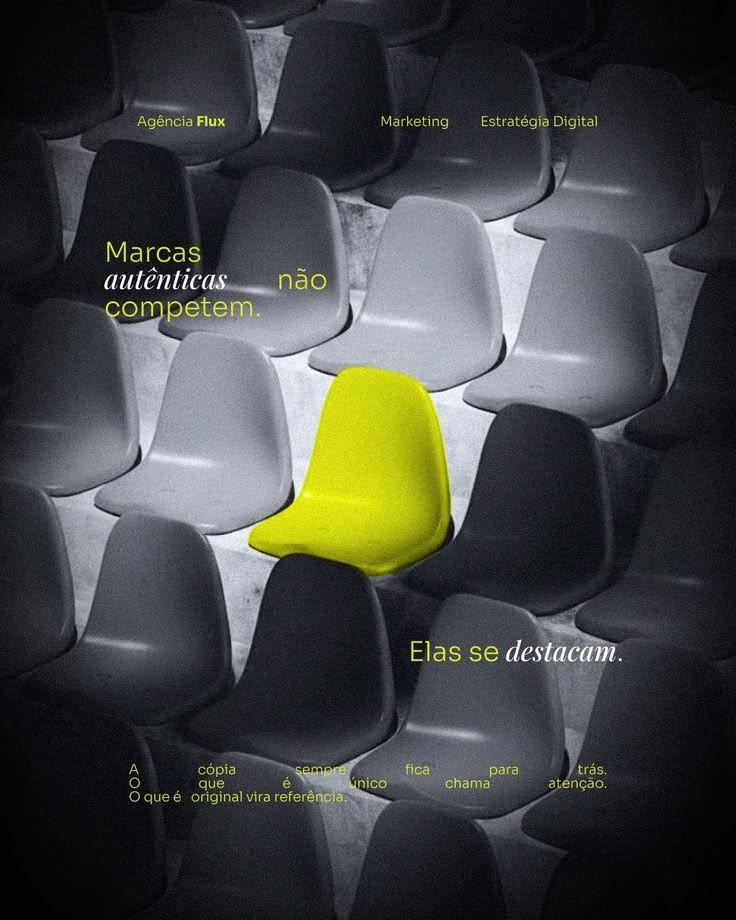 Agência Flux
Marketing
Estratégia Digital
Marcas
autênticas não
competem.
Elas se destacam.
A cópia sempre fica para trás.
O que é único chama atenção.
O que é original vira referência.